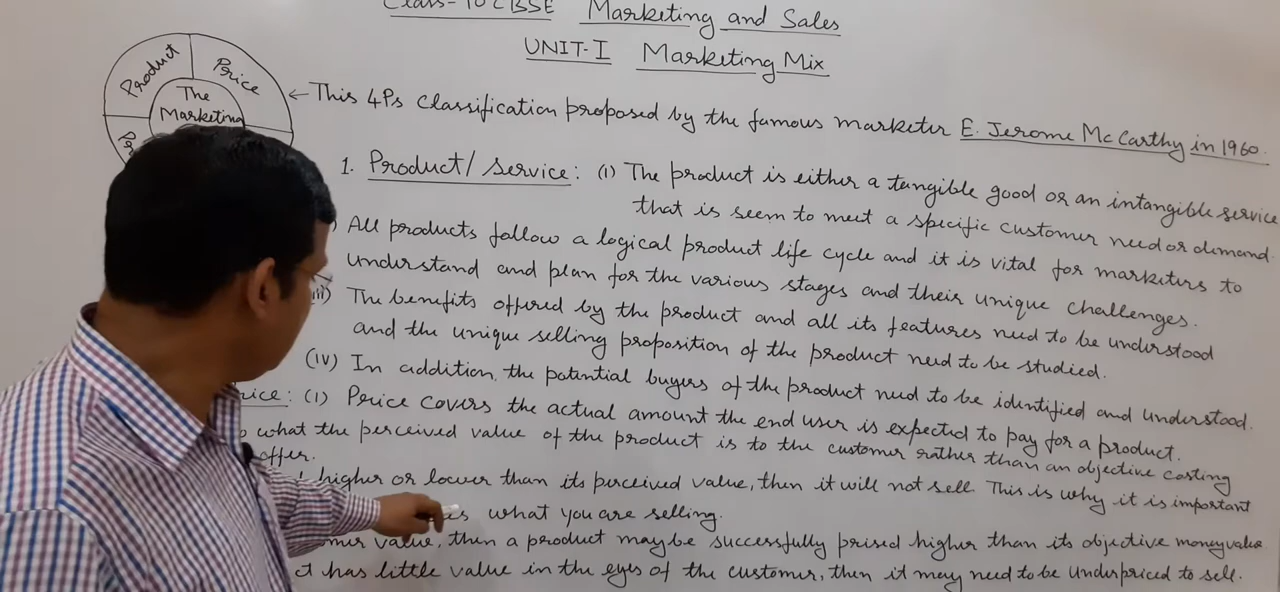 Class-10 CBSE Marketing and Sales
UNIT-I Marketing Mix
Product
Price
The Marketing
← This 4Ps classification proposed by the famous marketer E. Jerome McCarthy in 1960.
1. Product/Service: (i) The product is either a tangible good or an intangible service
that is seem to meet a specific customer need or demand.
) All products follow a logical product life cycle and it is vital for marketers to
understand and plan for the various stages and their unique challenges.
iii) The benefits offered by the product and all its features need to be understood
and the unique selling proposition of the product need to be studied.
(iv) In addition, the potential buyers of the product need to be identified and understood.
rice: (i) Price covers the actual amount the end user is expected to pay for a product.
what the perceived value of the product is to the customer rather than an objective costing
offer.
higher or lower than its perceived value, then it will not sell. This is why it is important
what you are selling.
value, then a product may be successfully prised higher than its objective money value
has little value in the eyes of the customer, then it may need to be underpriced to sell.